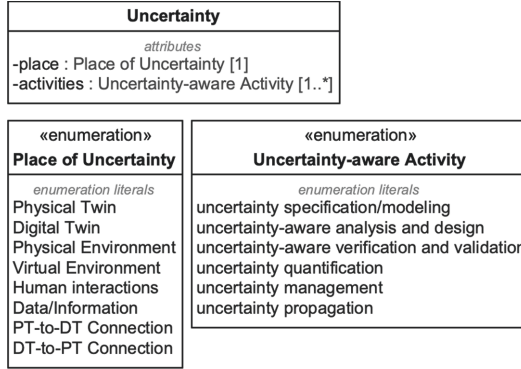 Uncertainty
attributes
-place : Place of Uncertainty [1]
-activities : Uncertainty-aware Activity [1..*]
«enumeration»
Place of Uncertainty
enumeration literals
Physical Twin
Digital Twin
Physical Environment
Virtual Environment
Human interactions
Data/Information
PT-to-DT Connection
DT-to-PT Connection
«enumeration»
Uncertainty-aware Activity
enumeration literals
uncertainty specification/modeling
uncertainty-aware analysis and design
uncertainty-aware verification and validation
uncertainty quantification
uncertainty management
uncertainty propagation